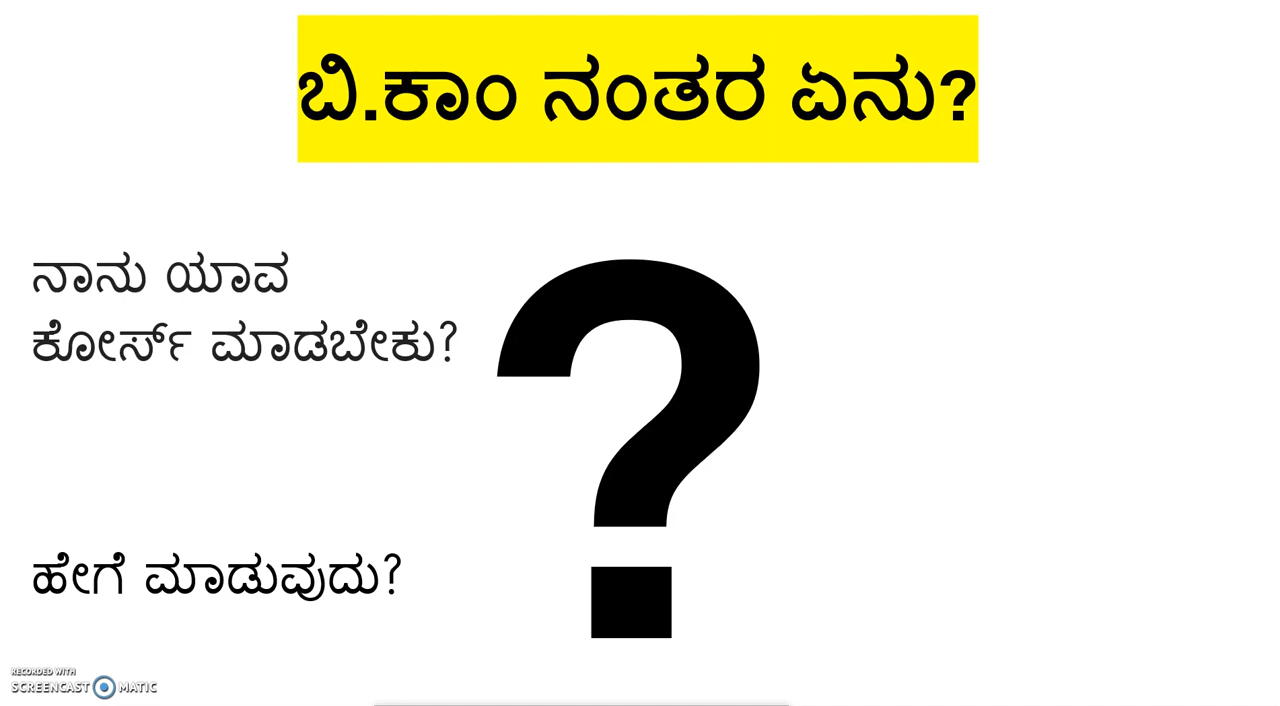 ಬಿ.ಕಾಂ ನಂತರ ಏನು?
ನಾನು ಯಾವ
ಕೋರ್ಸ್ ಮಾಡಬೇಕು?
?
ಹೇಗೆ ಮಾಡುವುದು?
RECORDED WITH
SCREENCAST MATIC